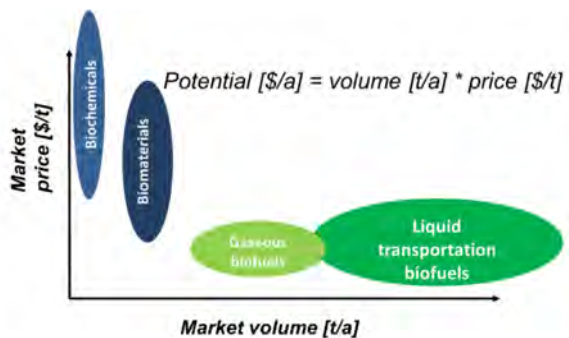 Biochemicals
Biomaterials
Potential [$/a] = volume [t/a] * price [$/t]
Market
price [$/t]
Gaseous
biofuels
Liquid
transportation
biofuels
Market volume [t/a]